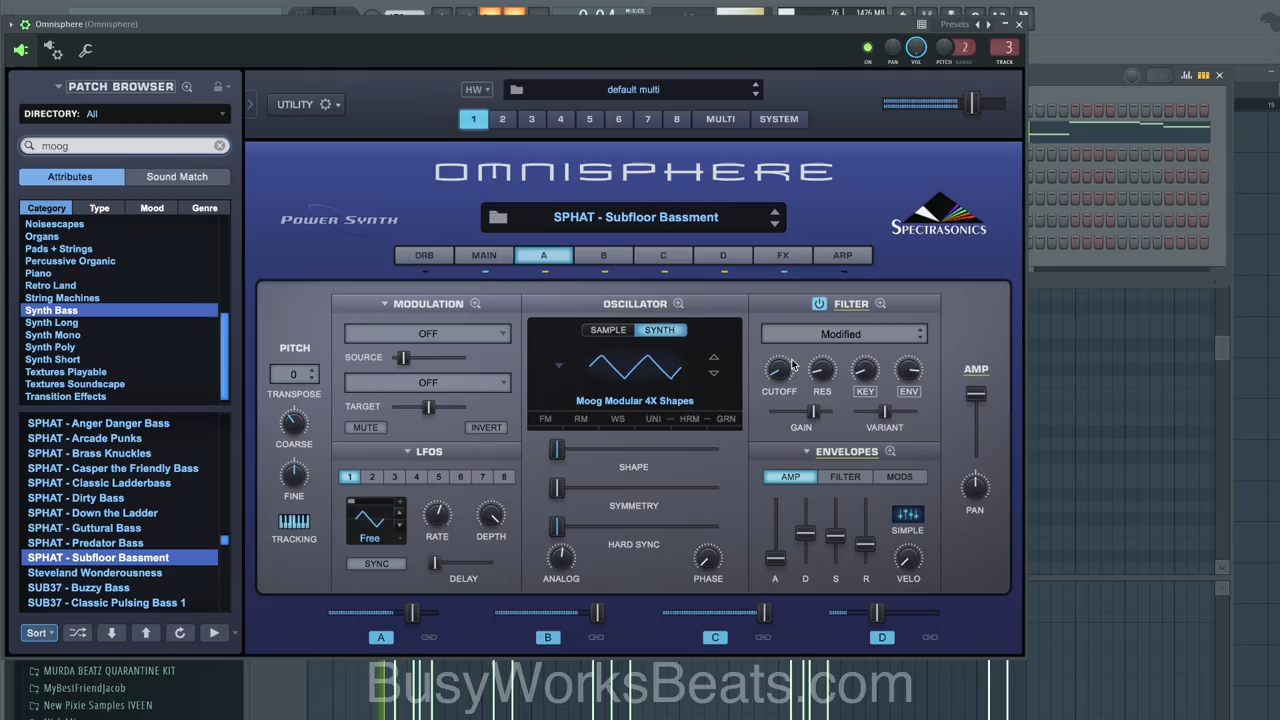 Omnisphere (Omnisphere)
76
1426 MB
Presets
ON
PAN
VOL
PITCH
RANGE
2
3
TRACK
PATCH BROWSER
DIRECTORY: All
moog
Attributes
Sound Match
Category
Type
Mood
Genre
Noisescapes
Organs
Pads + Strings
Percussive Organic
Piano
Retro Land
String Machines
Synth Bass
Synth Long
Synth Mono
Synth Poly
Synth Short
Textures Playable
Textures Soundscape
Transition Effects
SPHAT - Anger Danger Bass
SPHAT - Arcade Punks
SPHAT - Brass Knuckles
SPHAT - Casper the Friendly Bass
SPHAT - Classic Ladderbass
SPHAT - Dirty Bass
SPHAT - Down the Ladder
SPHAT - Guttural Bass
SPHAT - Predator Bass
SPHAT - Subfloor Bassment
Steveland Wonderousness
SUB37 - Buzzy Bass
SUB37 - Classic Pulsing Bass 1
Sort
UTILITY
HW
default multi
1 2 3 4 5 6 7 8 MULTI SYSTEM
OMNISPHERE
POWER SYNTH
SPHAT - Subfloor Bassment
SPECTRASONICS
ORB MAIN A B C D FX ARP
PITCH
0
TRANSPOSE
COARSE
FINE
TRACKING
MODULATION
OFF
SOURCE
OFF
TARGET
MUTE
INVERT
LFOS
1 2 3 4 5 6 7 8
Free
RATE
DEPTH
SYNC
DELAY
OSCILLATOR
SAMPLE
SYNTH
Moog Modular 4X Shapes
FM RM WS UNI HRM GRN
SHAPE
SYMMETRY
HARD SYNC
ANALOG
PHASE
FILTER
Modified
CUTOFF
RES
KEY
ENV
GAIN
VARIANT
ENVELOPES
AMP
FILTER
MODS
SIMPLE
A D S R VELO
AMP
PAN
A
B
C
D
19
MURDA BEATZ QUARANTINE KIT
MyBestFriendJacob
New Pixie Samples IVEEN
BusyWorksBeats.com